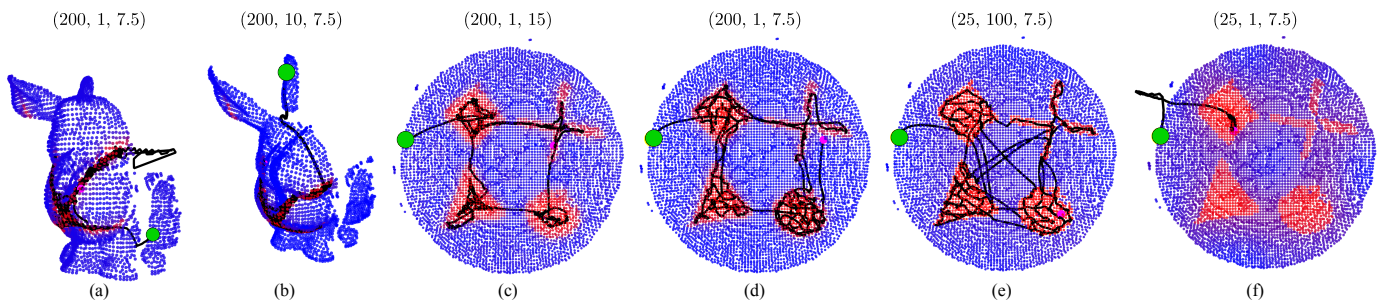 (200, 1, 7.5) (200, 10, 7.5) (200, 1, 15) (200, 1, 7.5) (25, 100, 7.5) (25, 1, 7.5)
(a) (b) (c) (d) (e) (f)